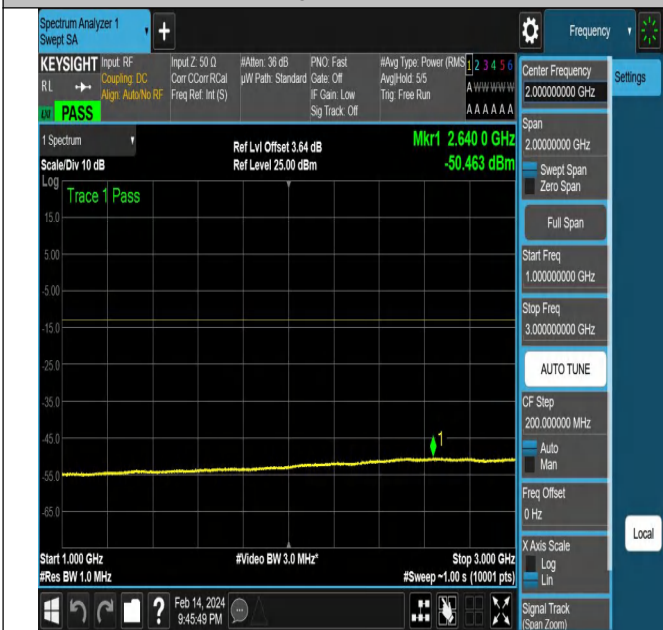 Spectrum Analyzer 1
Swept SA
Frequency
KEYSIGHT
RL
LXI
PASS
Input: RF
Coupling: DC
Align: Auto/No RF
Input Z: 50 Ω
Corr CCorr RCal
Freq Ref: Int (S)
#Atten: 36 dB
µW Path: Standard
PNO: Fast
Gate: Off
IF Gain: Low
Sig Track: Off
#Avg Type: Power (RMS
Avg|Hold: 5/5
Trig: Free Run
1 2 3 4 5 6
A W W W W W
A A A A A A
1 Spectrum
Scale/Div 10 dB
Ref Lvl Offset 3.64 dB
Ref Level 25.00 dBm
Mkr1 2.640 0 GHz
-50.463 dBm
Log
Trace 1 Pass
15.0
5.00
-5.00
-15.0
-25.0
-35.0
-45.0
-55.0
-65.0
1
Start 1.000 GHz
#Res BW 1.0 MHz
#Video BW 3.0 MHz*
Stop 3.000 GHz
#Sweep ~1.00 s (10001 pts)
Feb 14, 2024
9:45:49 PM
Center Frequency
2.000000000 GHz
Settings
Span
2.00000000 GHz
Swept Span
Zero Span
Full Span
Start Freq
1.000000000 GHz
Stop Freq
3.000000000 GHz
AUTO TUNE
CF Step
200.000000 MHz
Auto
Man
Freq Offset
0 Hz
X Axis Scale
Log
Lin
Local
Signal Track
(Span Zoom)